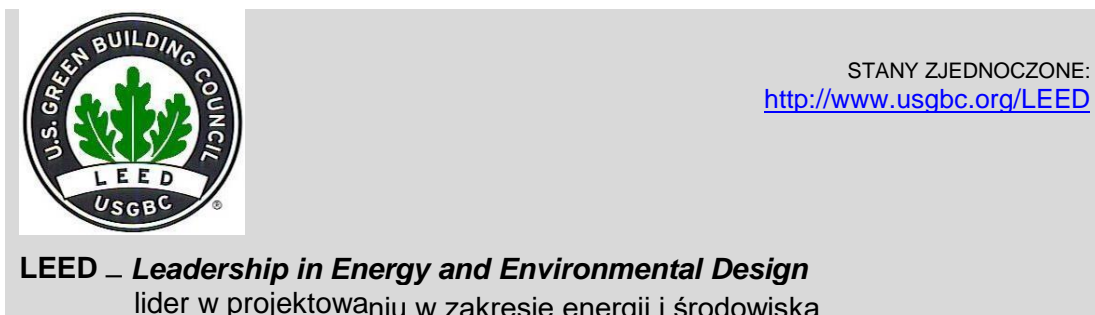 U.S. GREEN BUILDING COUNCIL
LEED
USGBC
®
STANY ZJEDNOCZONE:
http://www.usgbc.org/LEED
LEED – Leadership in Energy and Environmental Design
lider w projektowaniu w zakresie energii i środowiska